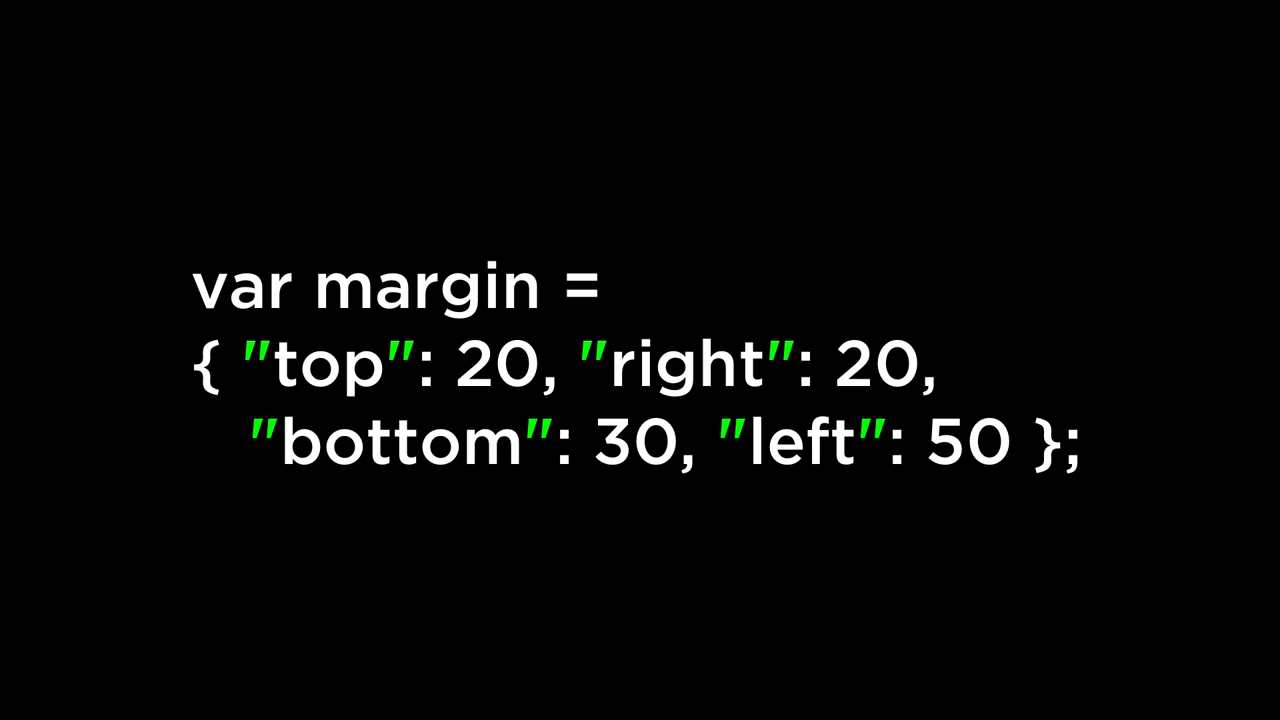 var margin =
{ "top": 20, "right": 20,
"bottom": 30, "left": 50 };